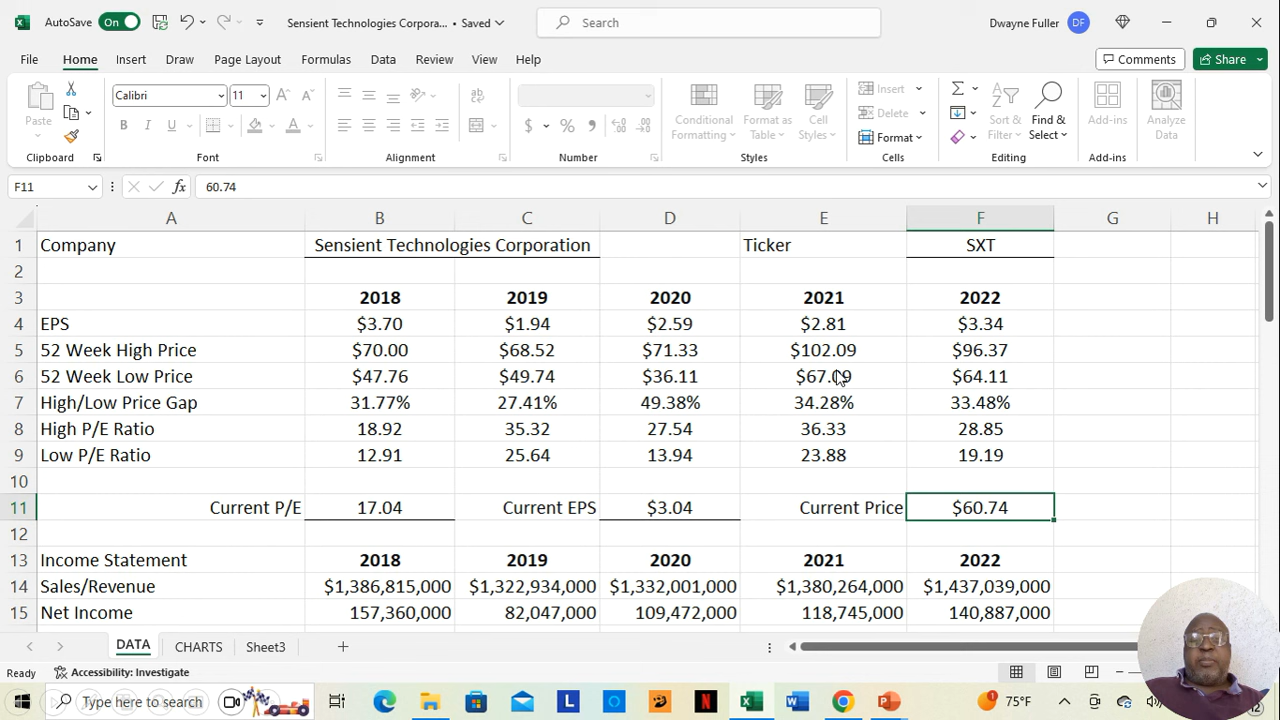 AutoSave On Sensient Technologies Corpora... • Saved Search Dwayne Fuller DF
File Home Insert Draw Page Layout Formulas Data Review View Help Comments Share
Paste Calibri 11 Conditional Formatting Format as Table Cell Styles Insert Delete Format Sort & Filter Find & Select Add-ins Analyze Data
Clipboard Font Alignment Number Styles Cells Editing Add-ins
F11 fx 60.74
A B C D E F G H
1 Company Sensient Technologies Corporation Ticker SXT
2
3 2018 2019 2020 2021 2022
4 EPS $3.70 $1.94 $2.59 $2.81 $3.34
5 52 Week High Price $70.00 $68.52 $71.33 $102.09 $96.37
6 52 Week Low Price $47.76 $49.74 $36.11 $64.11
7 High/Low Price Gap 31.77% 27.41% 49.38% 34.28% 33.48%
8 High P/E Ratio 18.92 35.32 27.54 36.33 28.85
9 Low P/E Ratio 12.91 25.64 13.94 23.88 19.19
10
11 Current P/E 17.04 Current EPS $3.04 Current Price $60.74
12
13 Income Statement 2018 2019 2020 2021 2022
14 Sales/Revenue $1,386,815,000 $1,322,934,000 $1,332,001,000 $1,380,264,000 $1,437,039,000
15 Net Income 157,360,000 82,047,000 109,472,000 118,745,000 140,887,000
DATA CHARTS Sheet3
Ready Accessibility: Investigate
Type here to search 75°F